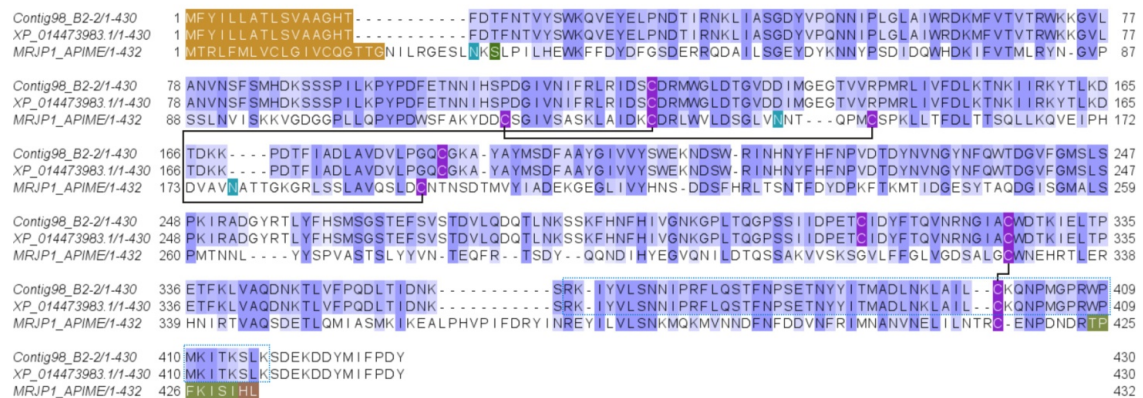 Contig98_B2-2/1-430 1 MFYILLATLSVAAGHT-----------FDTFNTVYSWKQVEYELPNDTIRNKLIASGDYVPQNNIPLGLAIWRDKMFVTVTRWKKGVL 77
XP_014473983.1/1-430 1 MFYILLATLSVAAGHT-----------FDTFNTVYSWKQVEYELPNDTIRNKLIASGDYVPQNNIPLGLAIWRDKMFVTVTRWKKGVL 77
MRJP1_APIME/1-432 1 MTRLFMLVCLGIVCQGTTGNILRGESLNKSLPILHEWKFFDYDFGSDERRQDAILSGEYDYKNNYPSDIDQWHDKIFVTMLRYN-GVP 87
Contig98_B2-2/1-430 78 ANVNSFSMHDKSSSPILKPYPDFETNNIHSPDGIVNIFRLRIDSCDRMWGLDTGVDDIMGEGTVVRPMRLIVFDLKTNKIIRKYTLKD 165
XP_014473983.1/1-430 78 ANVNSFSMHDKSSSPILKPYPDFETNNIHSPDGIVNIFRLRIDSCDRMWGLDTGVDDIMGEGTVVRPMRLIVFDLKTNKIIRKYTLKD 165
MRJP1_APIME/1-432 88 SSLNVISKKVGDGGPLLQPYPDWSFAKYDDCSGIVSASKLAIDKCDRLWVLDSGLVNNT---QPMCSPKLLTFDLTTSQLLKQVEIPH 172
Contig98_B2-2/1-430 166 TDKK----PDTFIADLAVDVLPGQCGKA-YAYMSDFAAYGIVVYSWEKNDSW-RINHNYFHFNPVDTDYNVNGYNFQWTDGVFGMSLS 247
XP_014473983.1/1-430 166 TDKK----PDTFIADLAVDVLPGQCGKA-YAYMSDFAAYGIVVYSWEKNDSW-RINHNYFHFNPVDTDYNVNGYNFQWTDGVFGMSLS 247
MRJP1_APIME/1-432 173 DVAVNATTGKGRLSSLAVQSLDCNTNSDTMVYIADEKGEGLIVYHNS-DDSFHRLTSNTFDYDPKFTKMTIDGESYTAQDGISGMALS 259
Contig98_B2-2/1-430 248 PKIRADGYRTLYFHSMSGSTEFSVSTDVLQDQTLNKSSKFHNFHIVGNKGPLTQGPSSIIDPETCIDYFTQVNRNGIACWDTKIELTP 335
XP_014473983.1/1-430 248 PKIRADGYRTLYFHSMSGSTEFSVSTDVLQDQTLNKSSKFHNFHIVGNKGPLTQGPSSIIDPETCIDYFTQVNRNGIACWDTKIELTP 335
MRJP1_APIME/1-432 260 PMTNNL----YYSPVASTSLYYVN-TEQFR--TSDY--QQNDIHYEGVQNILDTQSSAKVVSKSGVLFFGLVGDSALGCWNEHRTLER 338
Contig98_B2-2/1-430 336 ETFKLVAQDNKTLVFPQDLTIDNK-----------SRK-IYVLSNNIPRFLQSTFNPSETNYYITMADLNKLAIL--CKQNPMGPRWP 409
XP_014473983.1/1-430 336 ETFKLVAQDNKTLVFPQDLTIDNK-----------SRK-IYVLSNNIPRFLQSTFNPSETNYYITMADLNKLAIL--CKQNPMGPRWP 409
MRJP1_APIME/1-432 339 HNIRTVAQSDETLQMIASMKIKEALPHVPIFDRYINREYILVLSNKMQKMVNNDFNFDDVNFRIMNANVNELILNTRC-ENPDNDRTP 425
Contig98_B2-2/1-430 410 MKITKSLKSDEKDDYMIFPDY 430
XP_014473983.1/1-430 410 MKITKSLKSDEKDDYMIFPDY 430
MRJP1_APIME/1-432 426 FKISIHL 432